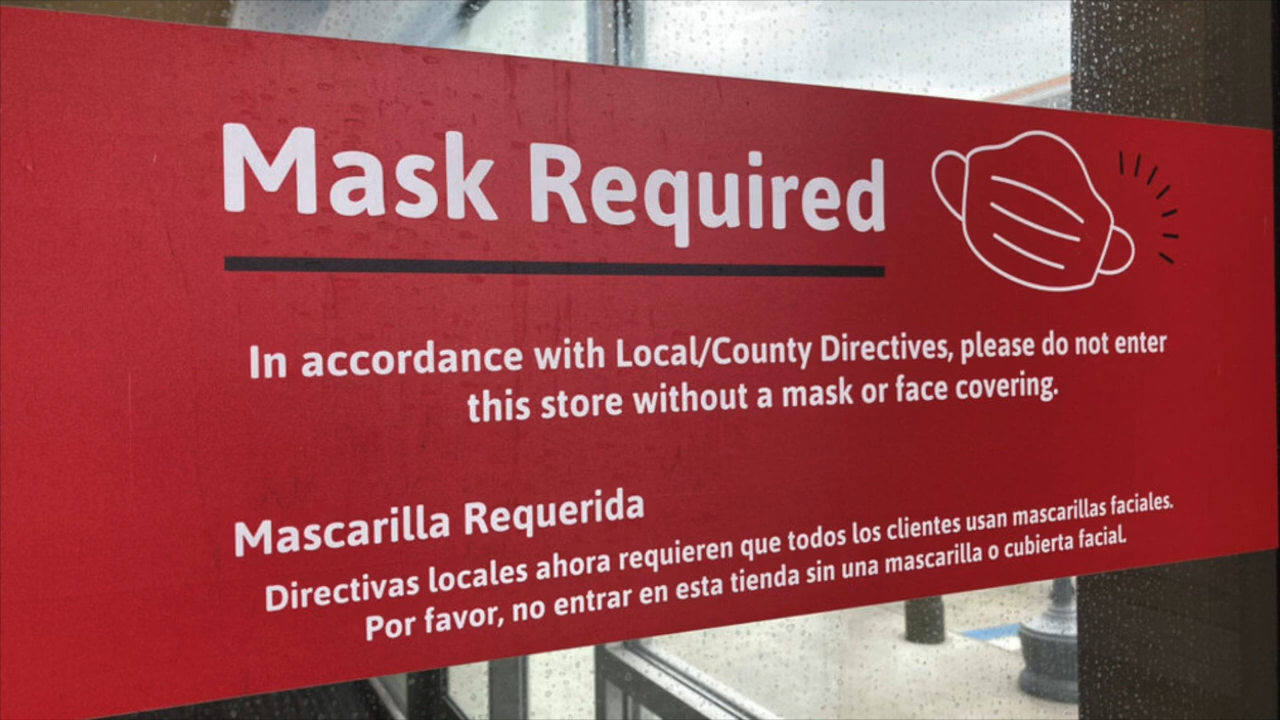 Mask Required
In accordance with Local/County Directives, please do not enter
this store without a mask or face covering.
Mascarilla Requerida
Directivas locales ahora requieren que todos los clientes usan mascarillas faciales.
Por favor, no entrar en esta tienda sin una mascarilla o cubierta facial.